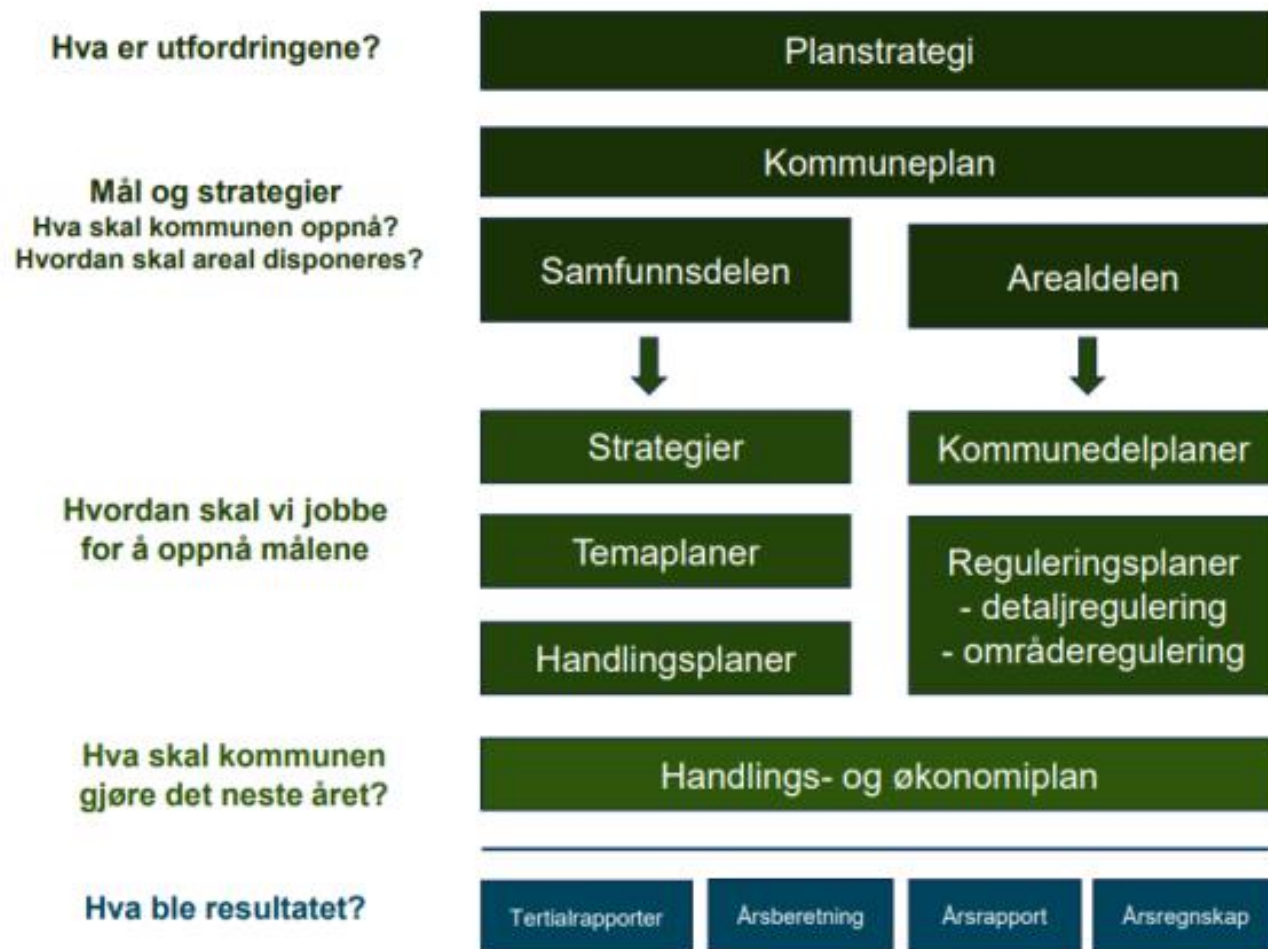 Hva er utfordringene?
Planstrategi
Kommuneplan
Mål og strategier
Hva skal kommunen oppnå?
Hvordan skal areal disponeres?
Samfunnsdelen
Arealdelen
Strategier
Kommunedelplaner
Hvordan skal vi jobbe
for å oppnå målene
Temaplaner
Reguleringsplaner
- detaljregulering
- områderegulering
Handlingsplaner
Hva skal kommunen
gjøre det neste året?
Handlings- og økonomiplan
Hva ble resultatet?
Tertialrapporter
Årsberetning
Årsrapport
Årsregnskap